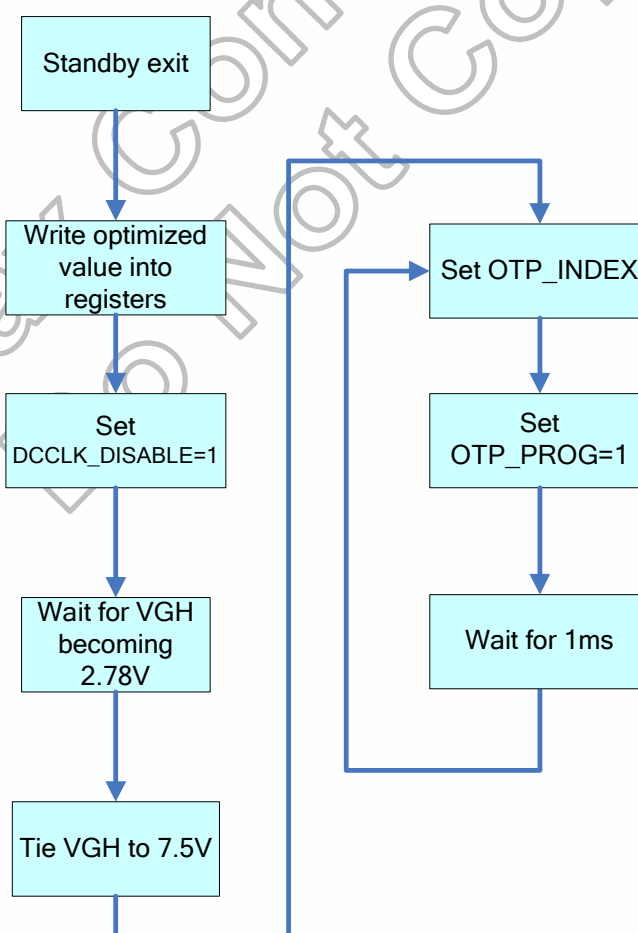 Standby exit
Write optimized
value into
registers
Set
DCCLK_DISABLE=1
Wait for VGH
becoming
2.78V
Tie VGH to 7.5V
Set OTP_INDEX
Set
OTP_PROG=1
Wait for 1ms